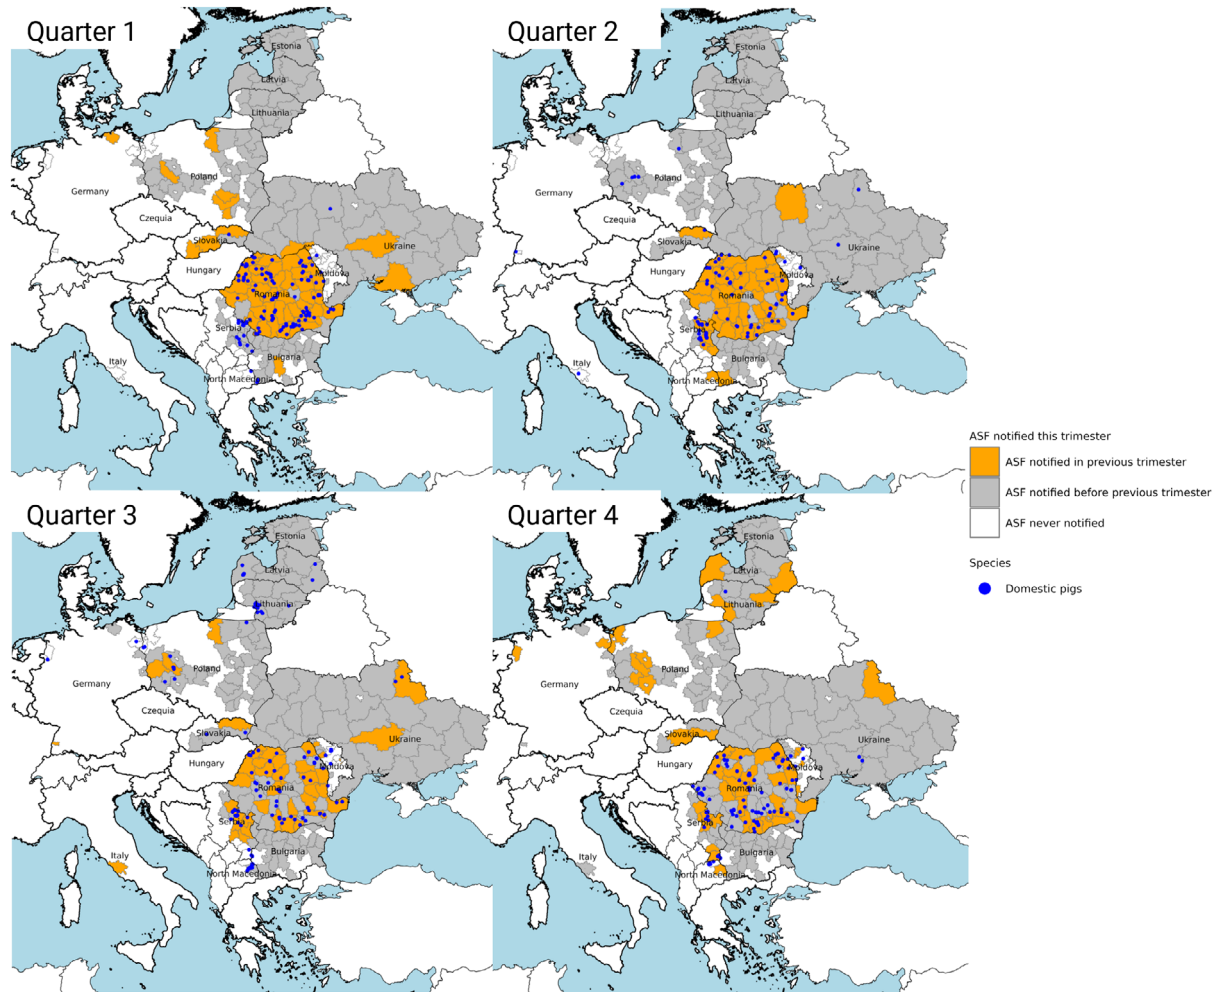 Quarter 1
Estonia
Latvia
Lithuania
Poland
Germany
Czequia
Slovakia
Ukraine
Hungary
Moldova
Romania
Serbia
Bulgaria
Italy
North Macedonia
Quarter 2
Estonia
Latvia
Lithuania
Poland
Germany
Czequia
Slovakia
Ukraine
Hungary
Moldova
Romania
Serbia
Bulgaria
Italy
North Macedonia
ASF notified this trimester
ASF notified in previous trimester
ASF notified before previous trimester
ASF never notified
Species
Domestic pigs
Quarter 3
Estonia
Latvia
Lithuania
Poland
Germany
Czequia
Slovakia
Ukraine
Hungary
Moldova
Romania
Serbia
Bulgaria
Italy
North Macedonia
Quarter 4
Estonia
Latvia
Lithuania
Poland
Germany
Czequia
Slovakia
Ukraine
Hungary
Moldova
Romania
Serbia
Bulgaria
Italy
North Macedonia